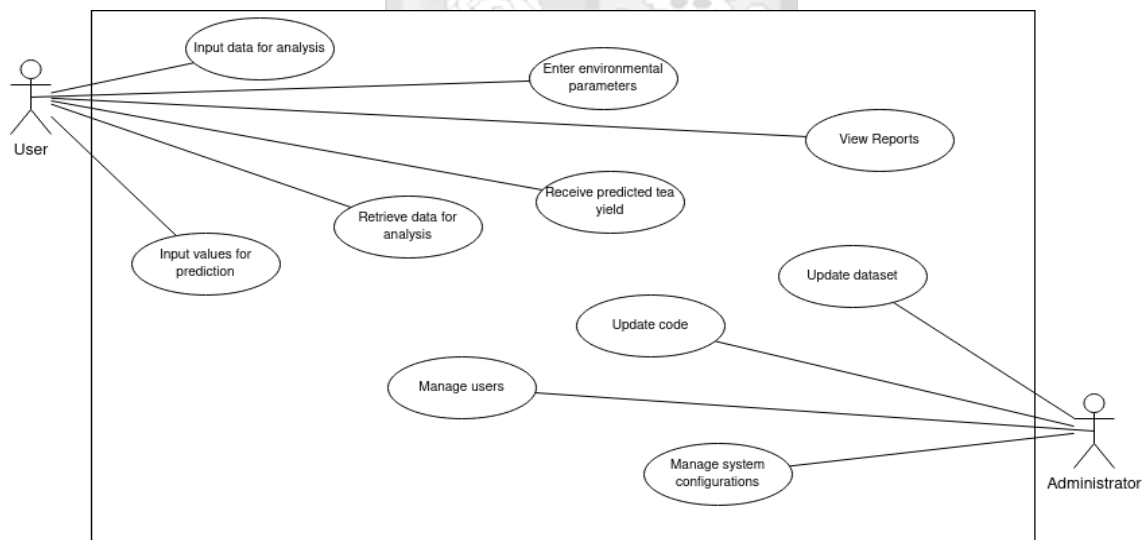 Input data for analysis
Enter environmental
parameters
View Reports
User
Receive predicted tea
yield
Retrieve data for
analysis
Input values for
prediction
Update dataset
Update code
Manage users
Manage system
configurations
Administrator